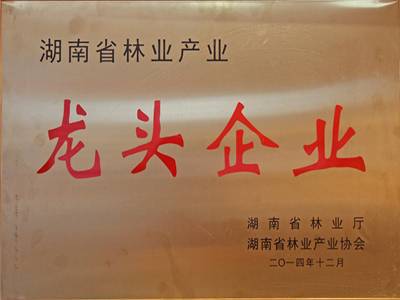 湖南省林业产业
龙头企业
湖南省林业厅
湖南省林业产业协会
二〇一四年十二月